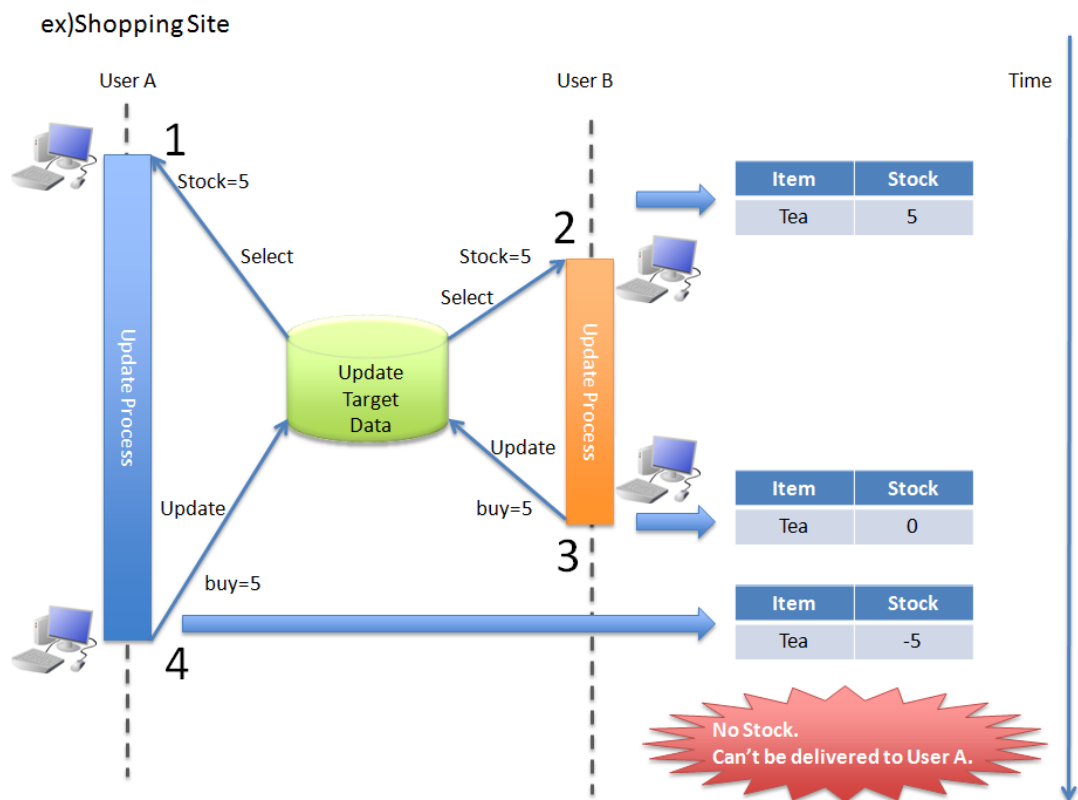 ex)Shopping Site
User A
User B
Time
1
Stock=5
Select
2
Stock=5
Select
Item Stock
Tea 5
Update Process
Update
Target
Data
Update Process
Update
buy=5
3
Item Stock
Tea 0
Update
buy=5
4
Item Stock
Tea -5
No Stock.
Can't be delivered to User A.